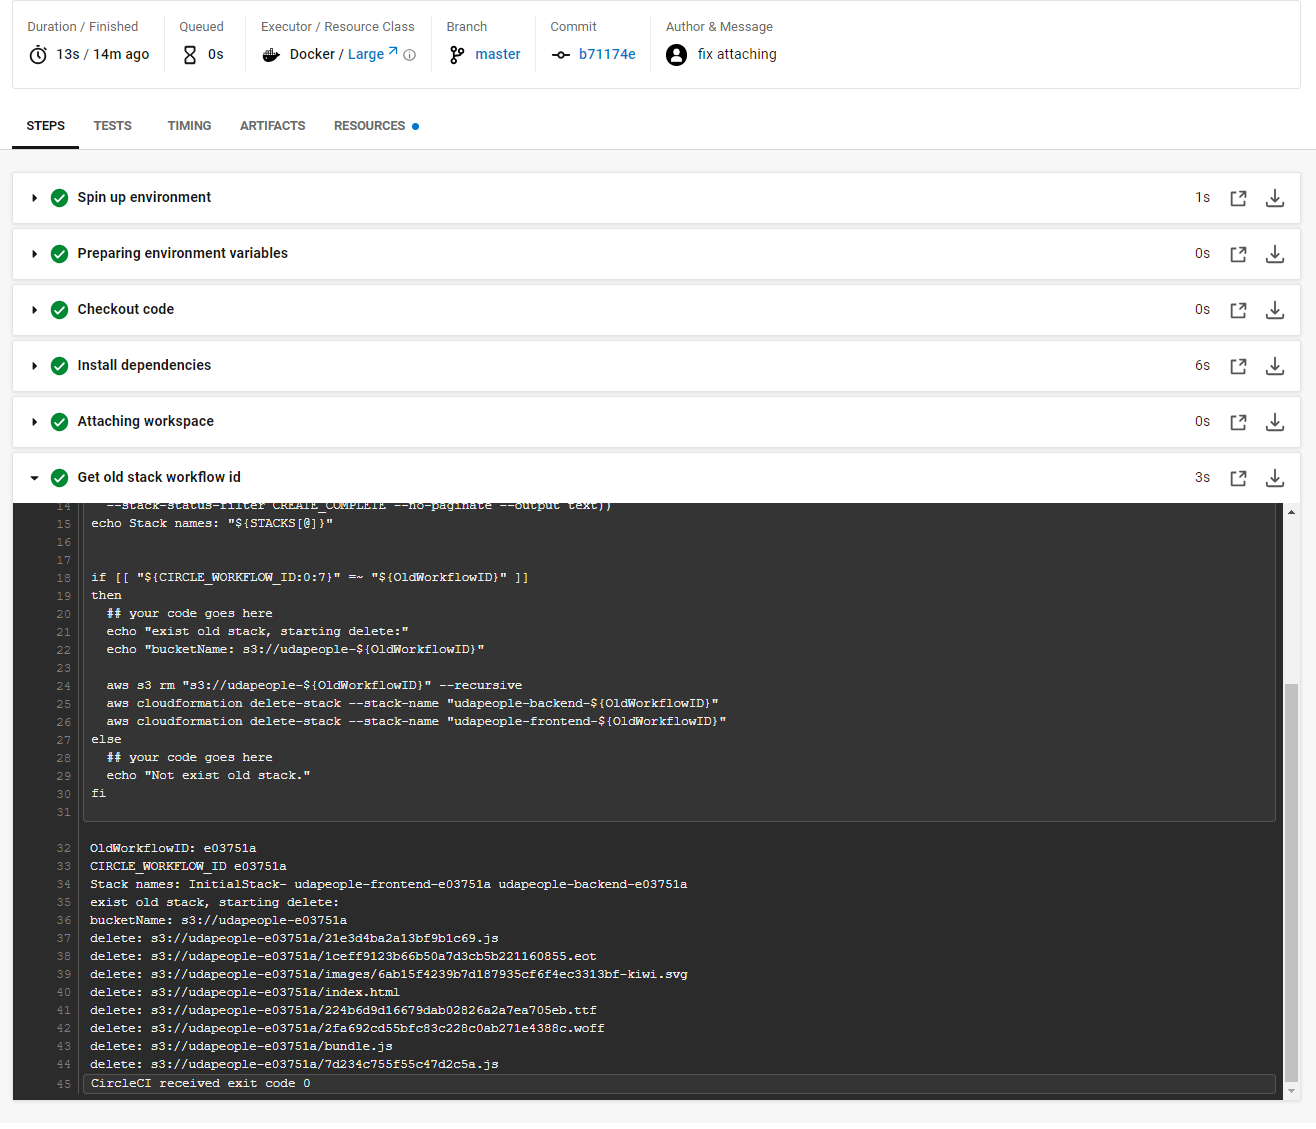 Duration / Finished
Queued
Executor / Resource Class
Branch
Commit
Author & Message
13s / 14m ago
0s
Docker / Large
master
b71174e
fix attaching
STEPS
TESTS
TIMING
ARTIFACTS
RESOURCES
Spin up environment
1s
Preparing environment variables
0s
Checkout code
0s
Install dependencies
6s
Attaching workspace
0s
Get old stack workflow id
3s
14   --stack-status-filter CREATE_COMPLETE --no-paginate --output text))
15 echo Stack names: "${STACKS[@]}"
16
17
18 if [[ "${CIRCLE_WORKFLOW_ID:0:7}" =~ "${OldWorkflowID}" ]]
19 then
20   ## your code goes here
21   echo "exist old stack, starting delete:"
22   echo "bucketName: s3://udapeople-${OldWorkflowID}"
23
24   aws s3 rm "s3://udapeople-${OldWorkflowID}" --recursive
25   aws cloudformation delete-stack --stack-name "udapeople-backend-${OldWorkflowID}"
26   aws cloudformation delete-stack --stack-name "udapeople-frontend-${OldWorkflowID}"
27 else
28   ## your code goes here
29   echo "Not exist old stack."
30 fi
31
32 OldWorkflowID: e03751a
33 CIRCLE_WORKFLOW_ID e03751a
34 Stack names: InitialStack- udapeople-frontend-e03751a udapeople-backend-e03751a
35 exist old stack, starting delete:
36 bucketName: s3://udapeople-e03751a
37 delete: s3://udapeople-e03751a/21e3d4ba2a13bf9b1c69.js
38 delete: s3://udapeople-e03751a/1ceff9123b66b50a7d3cb5b221160855.eot
39 delete: s3://udapeople-e03751a/images/6ab15f4239b7d187935cf6f4ec3313bf-kiwi.svg
40 delete: s3://udapeople-e03751a/index.html
41 delete: s3://udapeople-e03751a/224b6d9d16679dab02826a2a7ea705eb.ttf
42 delete: s3://udapeople-e03751a/2fa692cd55bfc83c228c0ab271e4388c.woff
43 delete: s3://udapeople-e03751a/bundle.js
44 delete: s3://udapeople-e03751a/7d234c755f55c47d2c5a.js
45 CircleCI received exit code 0